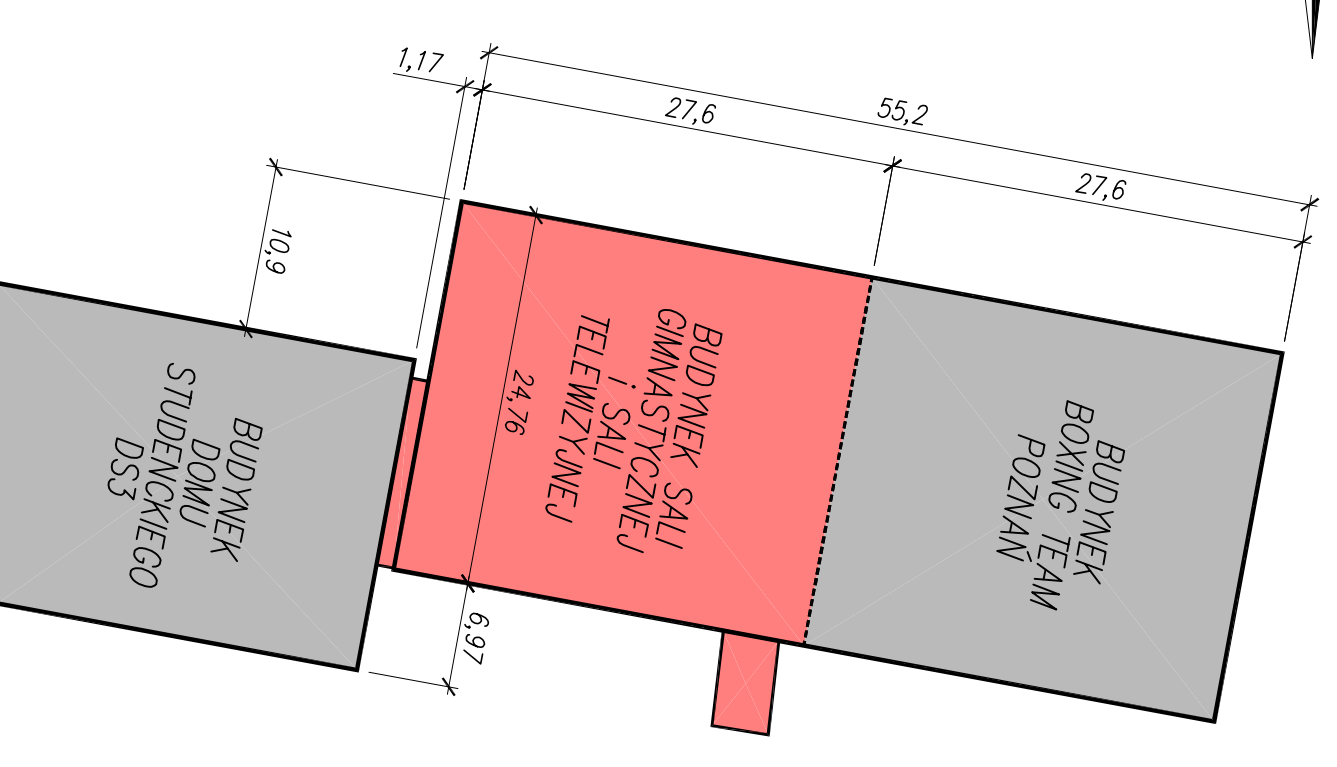 1,17
27,6
55,2
27,6
10,9
24,76
6,97
BUDYNEK
DOMU
STUDENCKIEGO
DS3
BUDYNEK SALI
GIMNASTYCZNEJ
i SALI
TELEWIZYJNEJ
BUDYNEK
BOXING TEAM
POZNAŃ